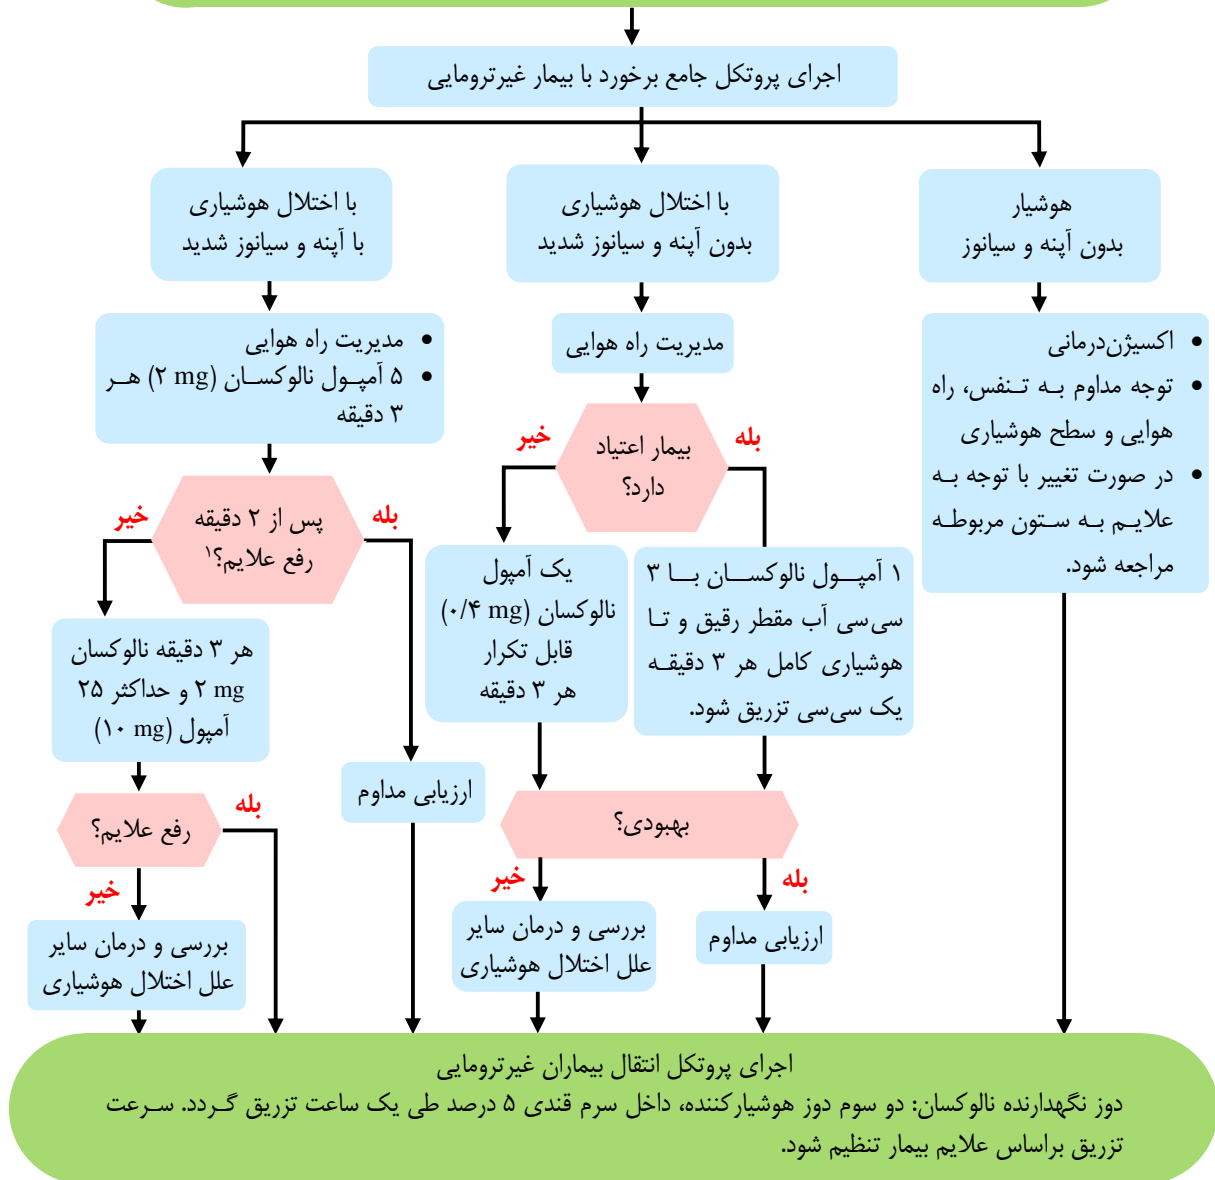 اجرای پروتکل جامع برخورد با بیمار غیرترومایی
هوشیار
بدون آپنه و سیانوز
با اختلال هوشیاری
بدون آپنه و سیانوز شدید
با اختلال هوشیاری
با آپنه و سیانوز شدید
• اکسیژن‌درمانی
• توجه مداوم به تنفس، راه
هوایی و سطح هوشیاری
• در صورت تغییر با توجه به
علایم به ستون مربوطه
مراجعه شود.
مدیریت راه هوایی
• مدیریت راه هوایی
• ۵ آمپول نالوکسان (۲ mg) هر
۳ دقیقه
بیمار اعتیاد
دارد؟
بله
خیر
پس از ۲ دقیقه
رفع علایم؟۱
بله
خیر
۱ آمپول نالوکسان با ۳
سی‌سی آب مقطر رقیق و تا
هوشیاری کامل هر ۳ دقیقه
یک سی‌سی تزریق شود.
یک آمپول
نالوکسان (۰/۴ mg)
قابل تکرار
هر ۳ دقیقه
هر ۳ دقیقه نالوکسان
۲ mg و حداکثر ۲۵
آمپول (۱۰ mg)
ارزیابی مداوم
بهبودی؟
بله
خیر
رفع علایم؟
بله
خیر
ارزیابی مداوم
بررسی و درمان سایر
علل اختلال هوشیاری
بررسی و درمان سایر
علل اختلال هوشیاری
اجرای پروتکل انتقال بیماران غیرترومایی
دوز نگهدارنده نالوکسان: دو سوم دوز هوشیارکننده، داخل سرم قندی ۵ درصد طی یک ساعت تزریق گردد. سرعت
تزریق براساس علایم بیمار تنظیم شود.